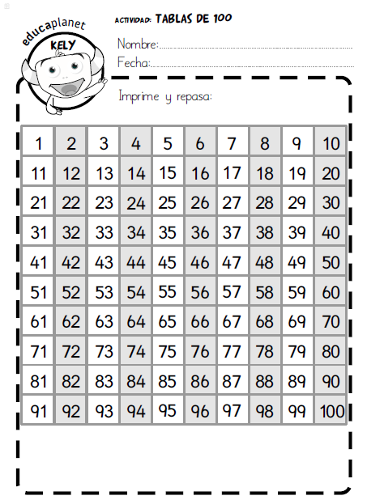 educaplanet
KELY
ACTIVIDAD: TABLAS DE 100
Nombre:
Fecha:
Imprime y repasa:
1 2 3 4 5 6 7 8 9 10
11 12 13 14 15 16 17 18 19 20
21 22 23 24 25 26 27 28 29 30
31 32 33 34 35 36 37 38 39 40
41 42 43 44 45 46 47 48 49 50
51 52 53 54 55 56 57 58 59 60
61 62 63 64 65 66 67 68 69 70
71 72 73 74 75 76 77 78 79 80
81 82 83 84 85 86 87 88 89 90
91 92 93 94 95 96 97 98 99 100